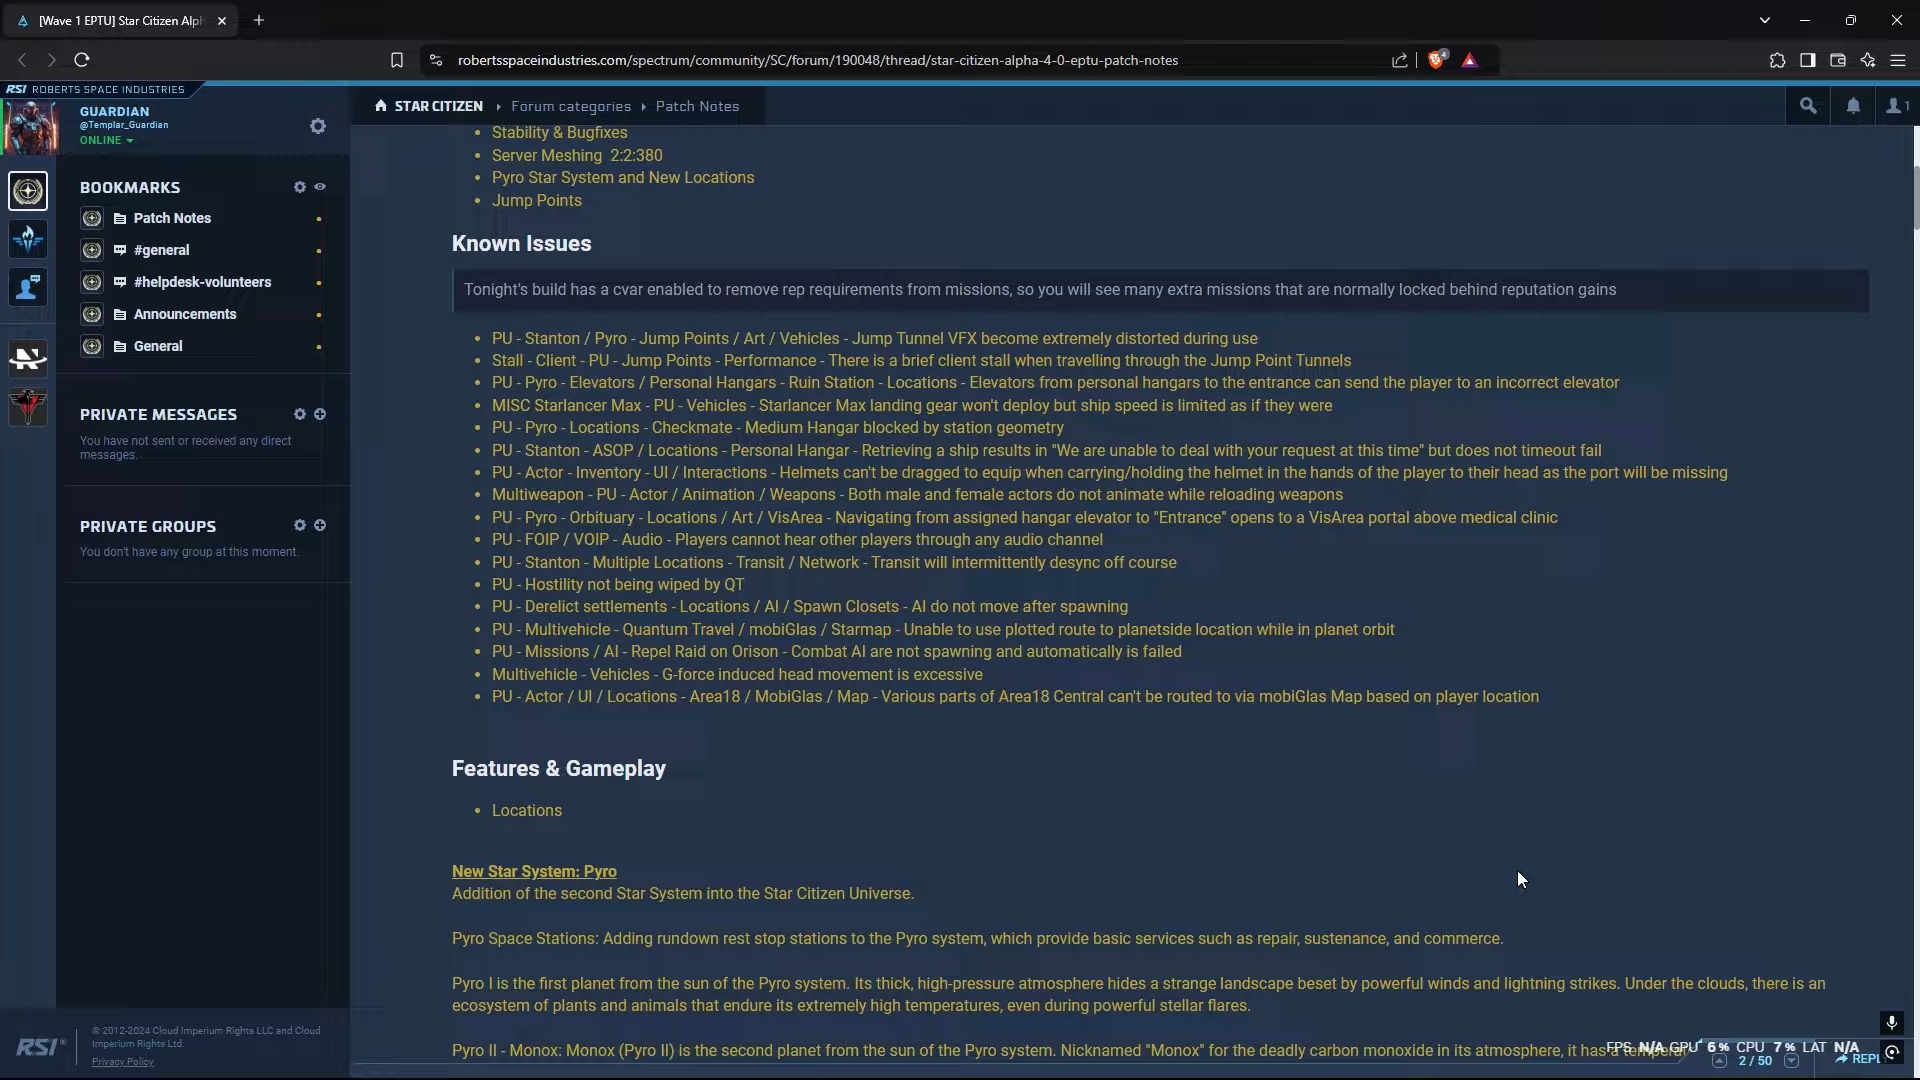 [Wave 1 EPTU] Star Citizen Alph
robertsspaceindustries.com/spectrum/community/SC/forum/190048/thread/star-citizen-alpha-4-0-eptu-patch-notes
4
RSI ROBERTS SPACE INDUSTRIES
GUARDIAN
@Templar_Guardian
ONLINE
STAR CITIZEN › Forum categories › Patch Notes
1
BOOKMARKS
Patch Notes
#general
#helpdesk-volunteers
Announcements
General
PRIVATE MESSAGES
You have not sent or received any direct
messages.
PRIVATE GROUPS
You don't have any group at this moment.
RSI
© 2012-2024 Cloud Imperium Rights LLC and Cloud
Imperium Rights Ltd.
Privacy Policy
• Stability & Bugfixes
• Server Meshing 2:2:380
• Pyro Star System and New Locations
• Jump Points
Known Issues
Tonight's build has a cvar enabled to remove rep requirements from missions, so you will see many extra missions that are normally locked behind reputation gains
• PU - Stanton / Pyro - Jump Points / Art / Vehicles - Jump Tunnel VFX become extremely distorted during use
• Stall - Client - PU - Jump Points - Performance - There is a brief client stall when travelling through the Jump Point Tunnels
• PU - Pyro - Elevators / Personal Hangars - Ruin Station - Locations - Elevators from personal hangars to the entrance can send the player to an incorrect elevator
• MISC Starlancer Max - PU - Vehicles - Starlancer Max landing gear won't deploy but ship speed is limited as if they were
• PU - Pyro - Locations - Checkmate - Medium Hangar blocked by station geometry
• PU - Stanton - ASOP / Locations - Personal Hangar - Retrieving a ship results in "We are unable to deal with your request at this time" but does not timeout fail
• PU - Actor - Inventory - UI / Interactions - Helmets can't be dragged to equip when carrying/holding the helmet in the hands of the player to their head as the port will be missing
• Multiweapon - PU - Actor / Animation / Weapons - Both male and female actors do not animate while reloading weapons
• PU - Pyro - Orbituary - Locations / Art / VisArea - Navigating from assigned hangar elevator to "Entrance" opens to a VisArea portal above medical clinic
• PU - FOIP / VOIP - Audio - Players cannot hear other players through any audio channel
• PU - Stanton - Multiple Locations - Transit / Network - Transit will intermittently desync off course
• PU - Hostility not being wiped by QT
• PU - Derelict settlements - Locations / AI / Spawn Closets - AI do not move after spawning
• PU - Multivehicle - Quantum Travel / mobiGlas / Starmap - Unable to use plotted route to planetside location while in planet orbit
• PU - Missions / AI - Repel Raid on Orison - Combat AI are not spawning and automatically is failed
• Multivehicle - Vehicles - G-force induced head movement is excessive
• PU - Actor / UI / Locations - Area18 / MobiGlas / Map - Various parts of Area18 Central can't be routed to via mobiGlas Map based on player location
Features & Gameplay
• Locations
New Star System: Pyro
Addition of the second Star System into the Star Citizen Universe.
Pyro Space Stations: Adding rundown rest stop stations to the Pyro system, which provide basic services such as repair, sustenance, and commerce.
Pyro I is the first planet from the sun of the Pyro system. Its thick, high-pressure atmosphere hides a strange landscape beset by powerful winds and lightning strikes. Under the clouds, there is an
ecosystem of plants and animals that endure its extremely high temperatures, even during powerful stellar flares.
Pyro II - Monox: Monox (Pyro II) is the second planet from the sun of the Pyro system. Nicknamed "Monox" for the deadly carbon monoxide in its atmosphere, it has a
FPS N/A GPU 6% CPU 7% LAT N/A
2 / 50
REPL